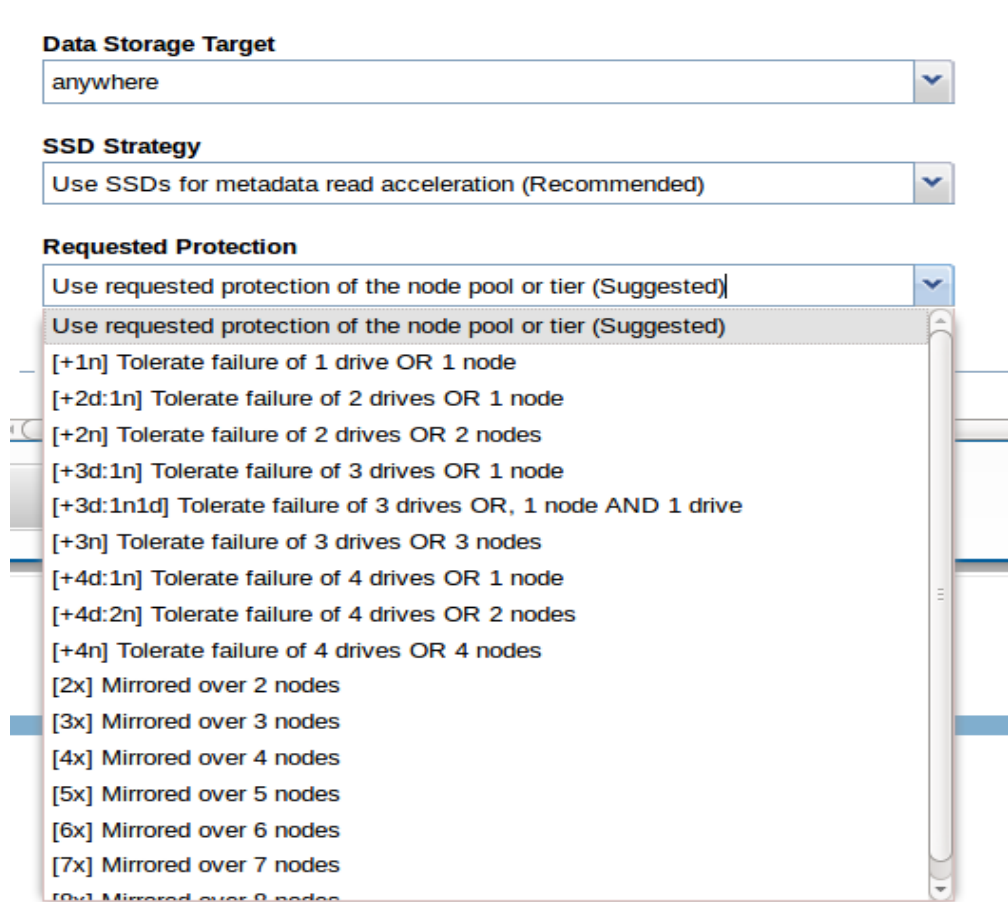 Data Storage Target
anywhere
SSD Strategy
Use SSDs for metadata read acceleration (Recommended)
Requested Protection
Use requested protection of the node pool or tier (Suggested)
Use requested protection of the node pool or tier (Suggested)
[+1n] Tolerate failure of 1 drive OR 1 node
[+2d:1n] Tolerate failure of 2 drives OR 1 node
[+2n] Tolerate failure of 2 drives OR 2 nodes
[+3d:1n] Tolerate failure of 3 drives OR 1 node
[+3d:1n1d] Tolerate failure of 3 drives OR, 1 node AND 1 drive
[+3n] Tolerate failure of 3 drives OR 3 nodes
[+4d:1n] Tolerate failure of 4 drives OR 1 node
[+4d:2n] Tolerate failure of 4 drives OR 2 nodes
[+4n] Tolerate failure of 4 drives OR 4 nodes
[2x] Mirrored over 2 nodes
[3x] Mirrored over 3 nodes
[4x] Mirrored over 4 nodes
[5x] Mirrored over 5 nodes
[6x] Mirrored over 6 nodes
[7x] Mirrored over 7 nodes
[8x] Mirrored over 8 nodes